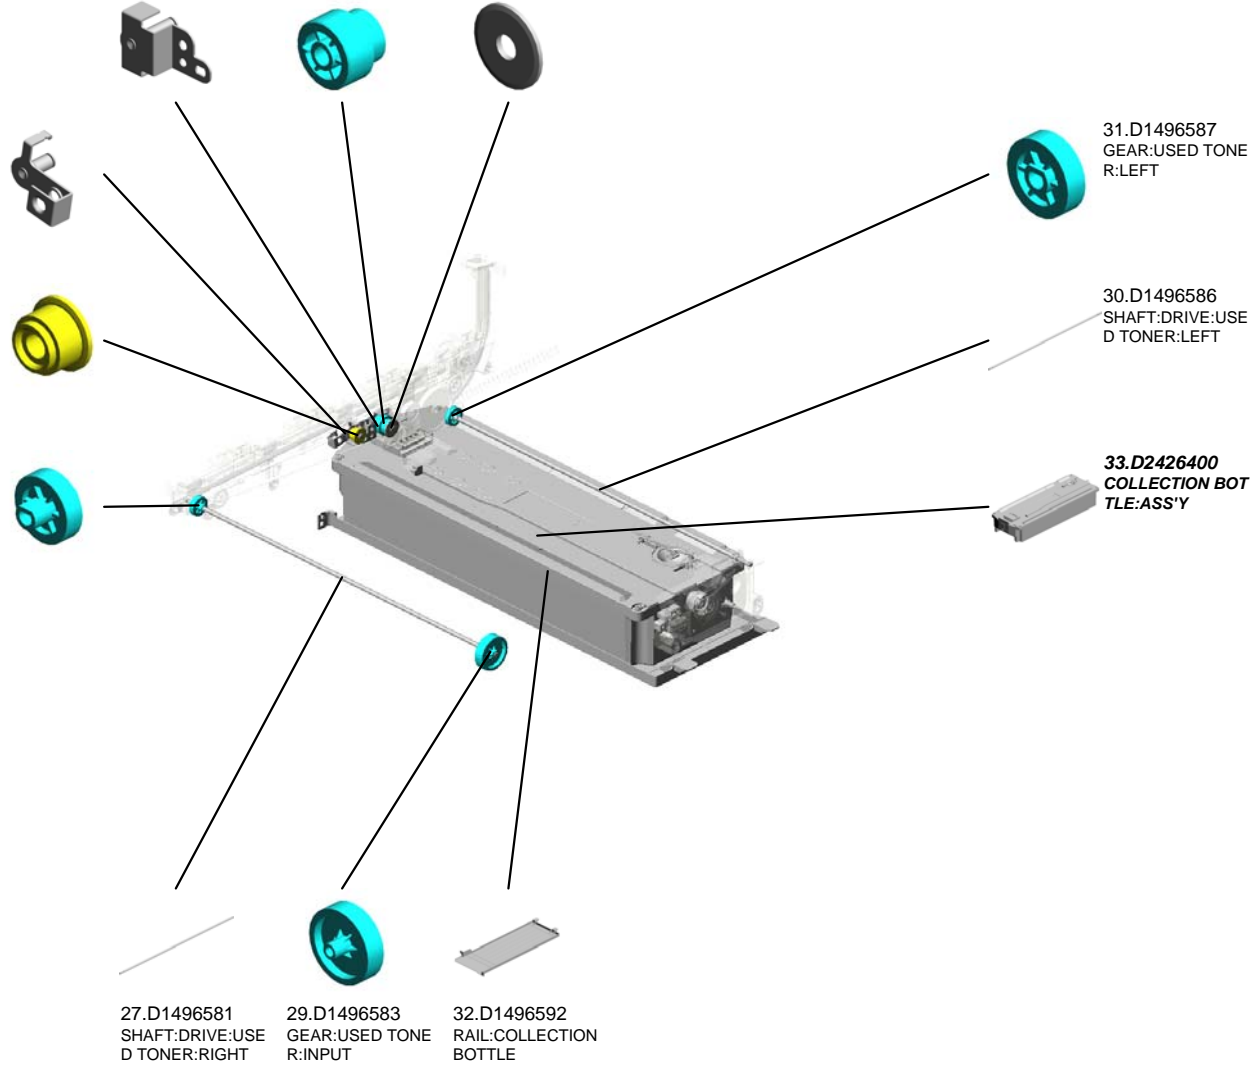 31.D1496587
GEAR:USED TONE
R:LEFT
30.D1496586
SHAFT:DRIVE:USE
D TONER:LEFT
33.D2426400
COLLECTION BOT
TLE:ASS'Y
27.D1496581
SHAFT:DRIVE:USE
D TONER:RIGHT
29.D1496583
GEAR:USED TONE
R:INPUT
32.D1496592
RAIL:COLLECTION
BOTTLE